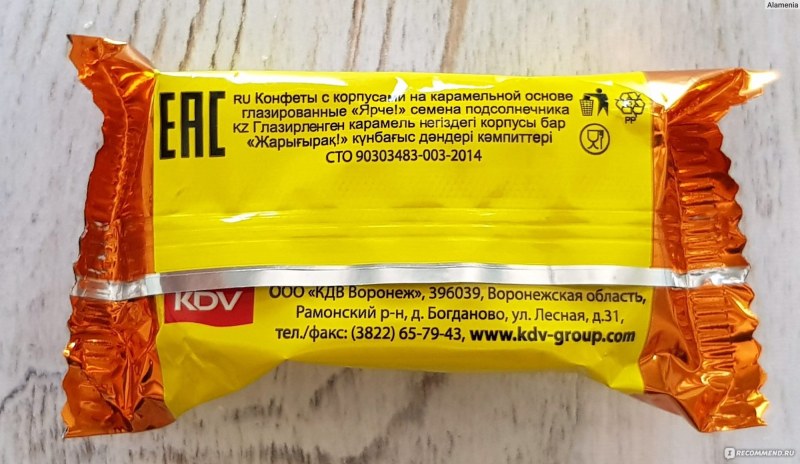 Alamenia
EAC
RU Конфеты с корпусами на карамельной основе
глазированные «Ярче!» семена подсолнечника
KZ Глазирленген карамель негіздегі корпусы бар
«Жарығырақ!» күнбағыс дәндері кәмпиттері
СТО 90303483-003-2014
PP
KDV
ООО «КДВ Воронеж», 396039, Воронежская область,
Рамонский р-н, д. Богданово, ул. Лесная, д.31,
тел./факс: (3822) 65-79-43, www.kdv-group.com
RECOMMEND.RU